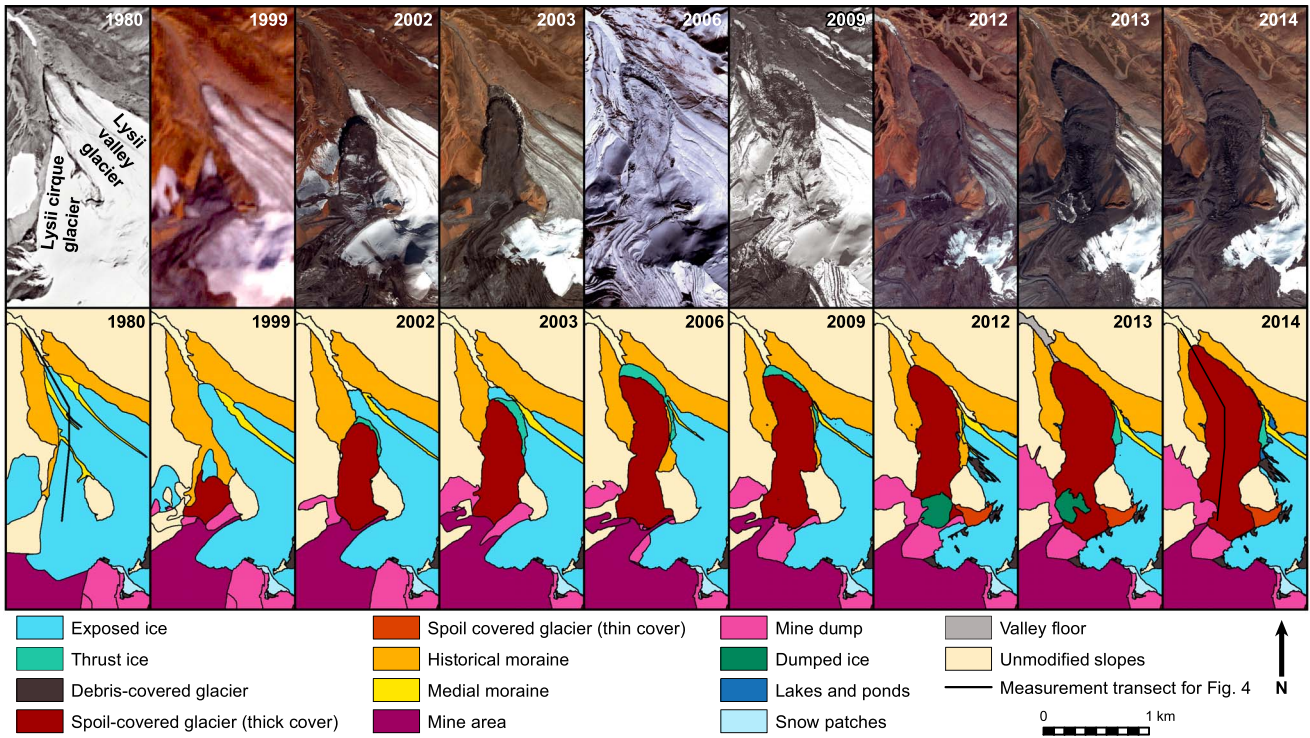 1980
1999
2002
2003
2006
2009
2012
2013
2014
Lysii
valley
glacier
Lysii cirque
glacier
1980
1999
2002
2003
2006
2009
2012
2013
2014
Exposed ice
Thrust ice
Debris-covered glacier
Spoil-covered glacier (thick cover)
Spoil covered glacier (thin cover)
Historical moraine
Medial moraine
Mine area
Mine dump
Dumped ice
Lakes and ponds
Snow patches
Valley floor
Unmodified slopes
Measurement transect for Fig. 4
N
0 1 km